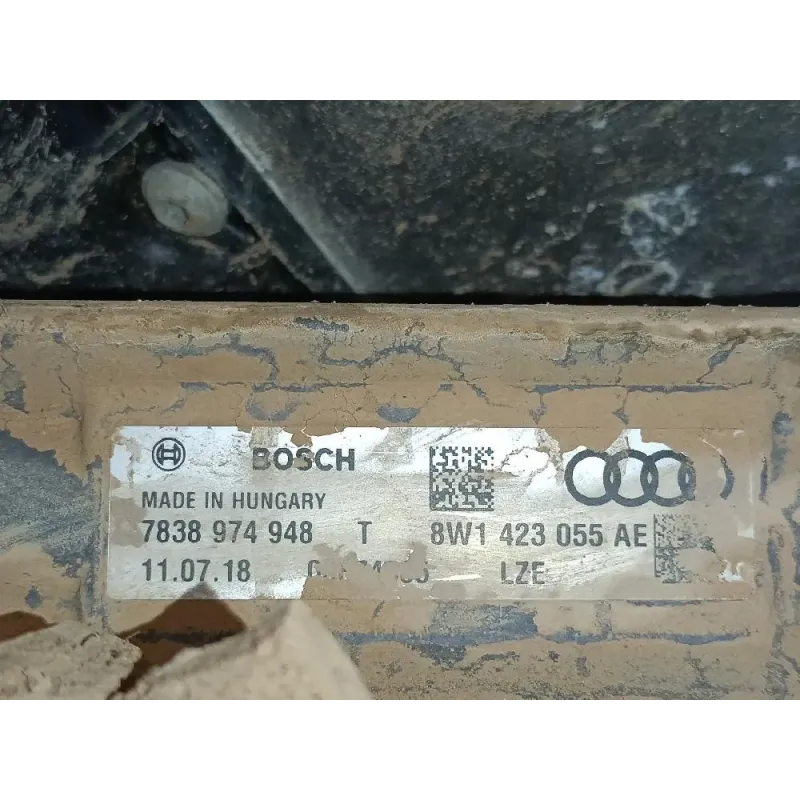 BOSCH
MADE IN HUNGARY
7838 974 948 T 8W1 423 055 AE
11.07.18 LZE